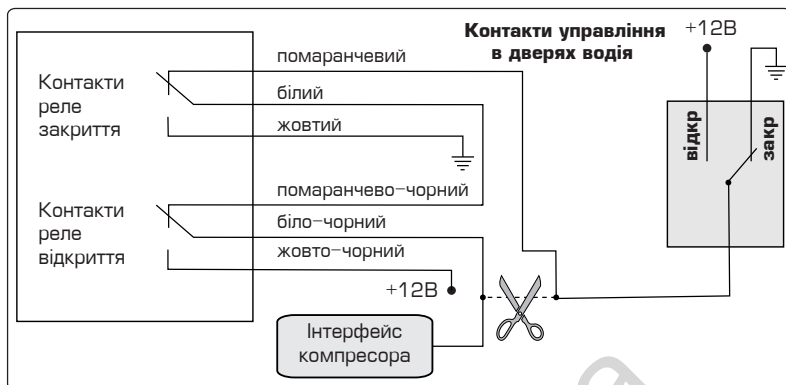 Контакти управління
в дверях водія
+12В
помаранчевий
Контакти
реле
закриття
білий
жовтий
відкр
закр
помаранчево-чорний
Контакти
реле
відкриття
біло-чорний
жовто-чорний
+12В
Інтерфейс
компресора